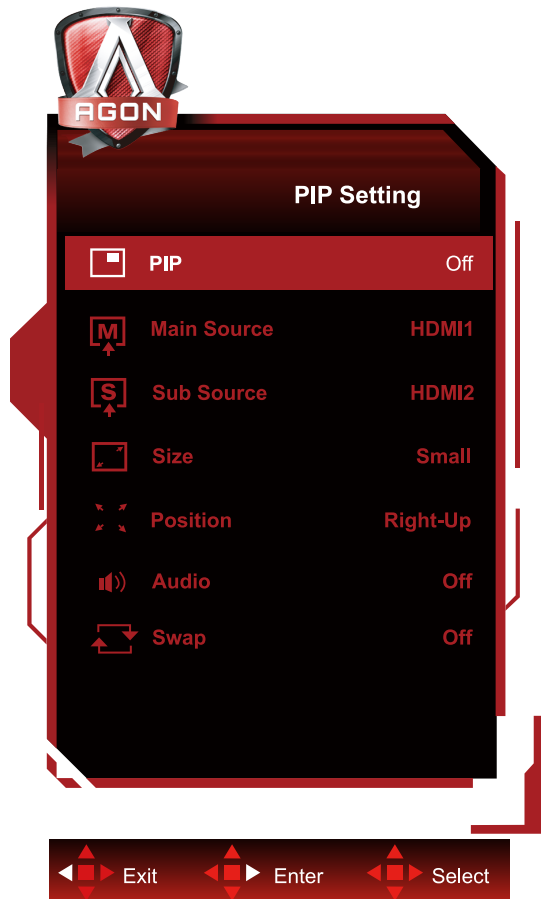 AGON
PIP Setting
PIP Off
M Main Source HDMI1
S Sub Source HDMI2
Size Small
Position Right-Up
Audio Off
Swap Off
Exit Enter Select